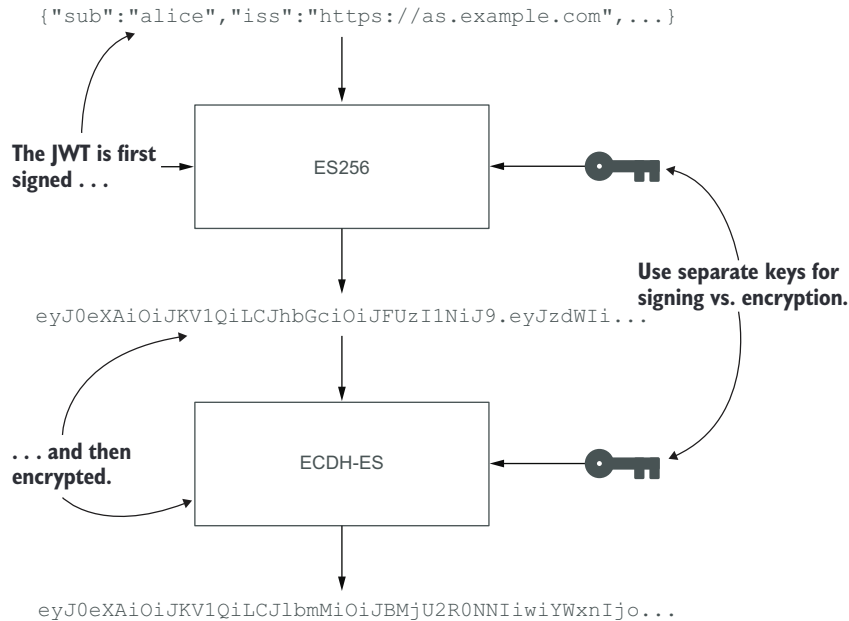 {"sub":"alice","iss":"https://as.example.com",...}
The JWT is first
signed . . .
ES256
Use separate keys for
signing vs. encryption.
eyJ0eXAiOiJKV1QiLCJhbGciOiJFUzI1NiJ9.eyJzdWIi...
. . . and then
encrypted.
ECDH-ES
eyJ0eXAiOiJKV1QiLCJlbmMiOiJBMjU2R0NNIiwiYWxnIjo...